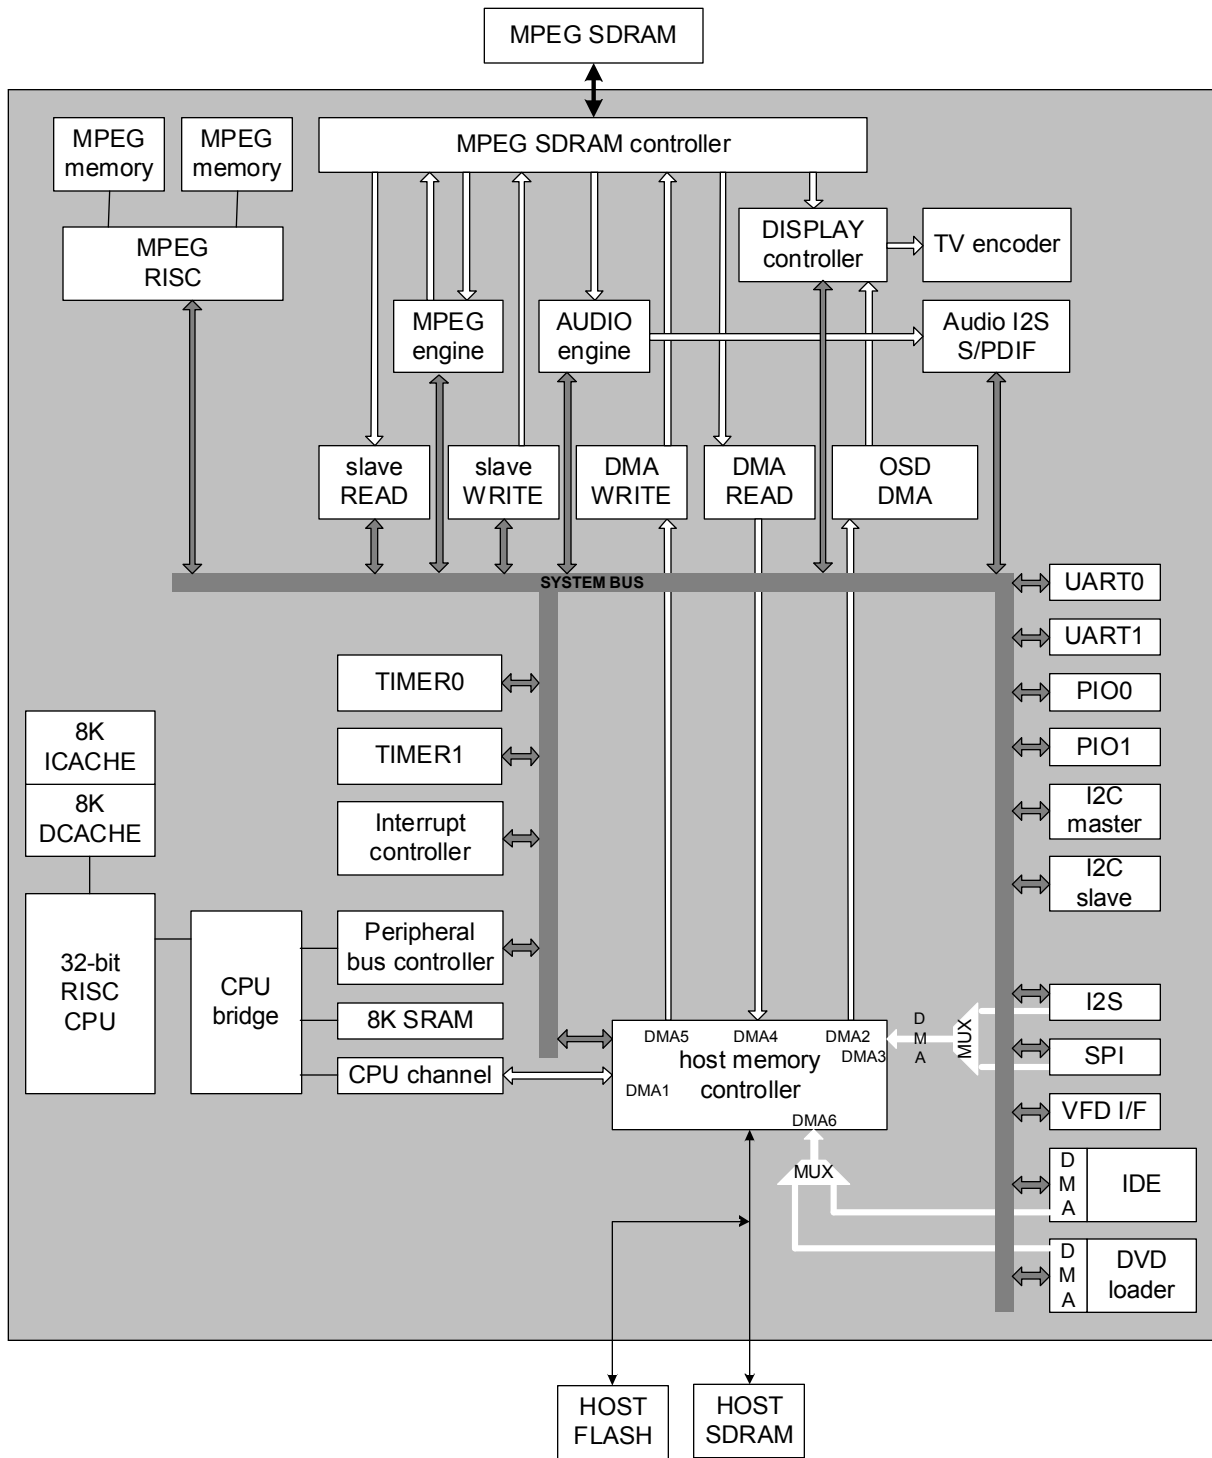 MPEG SDRAM
MPEG
memory
MPEG
memory
MPEG SDRAM controller
MPEG
RISC
DISPLAY
controller
TV encoder
MPEG
engine
AUDIO
engine
Audio I2S
S/PDIF
slave
READ
slave
WRITE
DMA
WRITE
DMA
READ
OSD
DMA
SYSTEM BUS
UART0
UART1
PIO0
PIO1
I2C
master
I2C
slave
TIMER0
TIMER1
Interrupt
controller
8K
ICACHE
8K
DCACHE
32-bit
RISC
CPU
CPU
bridge
Peripheral
bus controller
8K SRAM
CPU channel
DMA5
DMA4
DMA2
DMA3
host memory
controller
DMA1
DMA6
D
M
A
MUX
I2S
SPI
VFD I/F
MUX
D
M
A
IDE
D
M
A
DVD
loader
HOST
FLASH
HOST
SDRAM